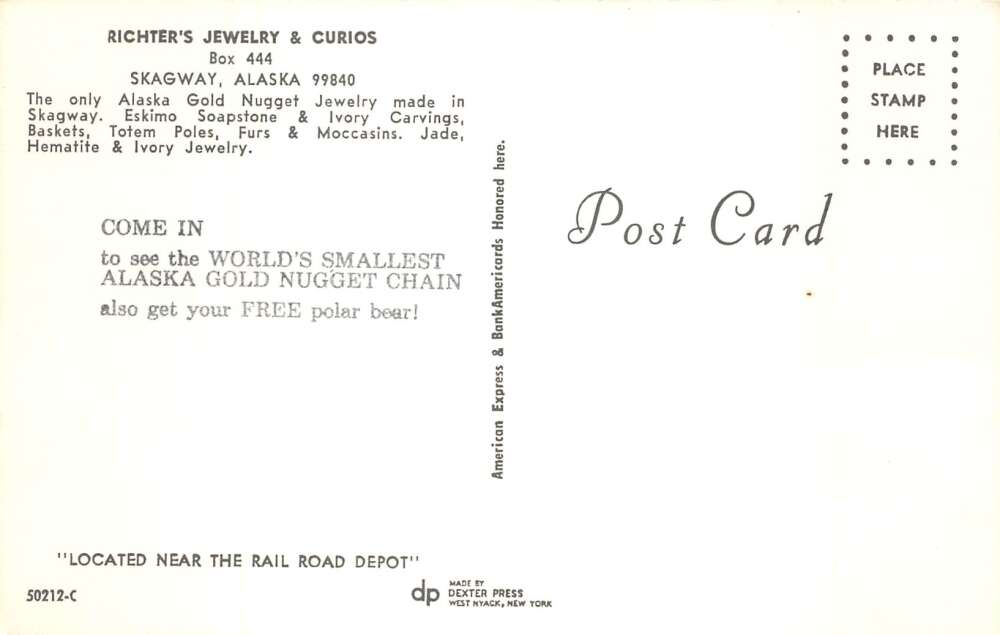 RICHTER'S JEWELRY & CURIOS
Box 444
SKAGWAY, ALASKA 99840
The only Alaska Gold Nugget Jewelry made in
Skagway. Eskimo Soapstone & Ivory Carvings,
Baskets, Totem Poles, Furs & Moccasins. Jade,
Hematite & Ivory Jewelry.
COME IN
to see the WORLD'S SMALLEST
ALASKA GOLD NUGGET CHAIN
also get your FREE polar bear!
"LOCATED NEAR THE RAIL ROAD DEPOT"
50212-C
American Express & BankAmericards Honored here.
dp
MADE BY
DEXTER PRESS
WEST NYACK, NEW YORK
PLACE
STAMP
HERE
Post Card